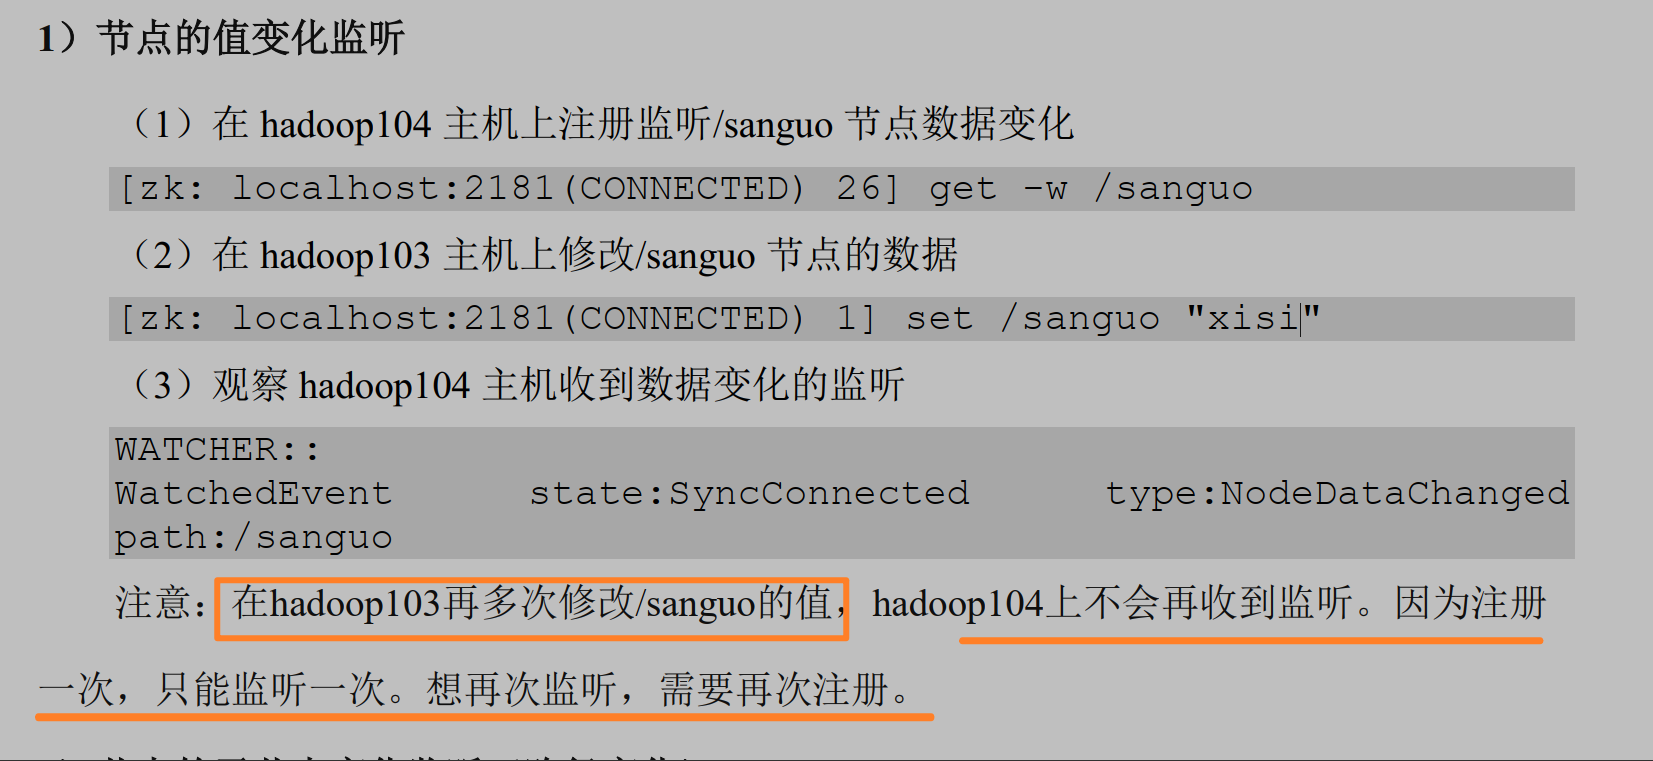 1）节点的值变化监听
（1）在 hadoop104 主机上注册监听/sanguo 节点数据变化
[zk: localhost:2181(CONNECTED) 26] get -w /sanguo
（2）在 hadoop103 主机上修改/sanguo 节点的数据
[zk: localhost:2181(CONNECTED) 1] set /sanguo "xisi"
（3）观察 hadoop104 主机收到数据变化的监听
WATCHER::
WatchedEvent state:SyncConnected type:NodeDataChanged
path:/sanguo
注意：在hadoop103再多次修改/sanguo的值，hadoop104上不会再收到监听。因为注册
一次，只能监听一次。想再次监听，需要再次注册。